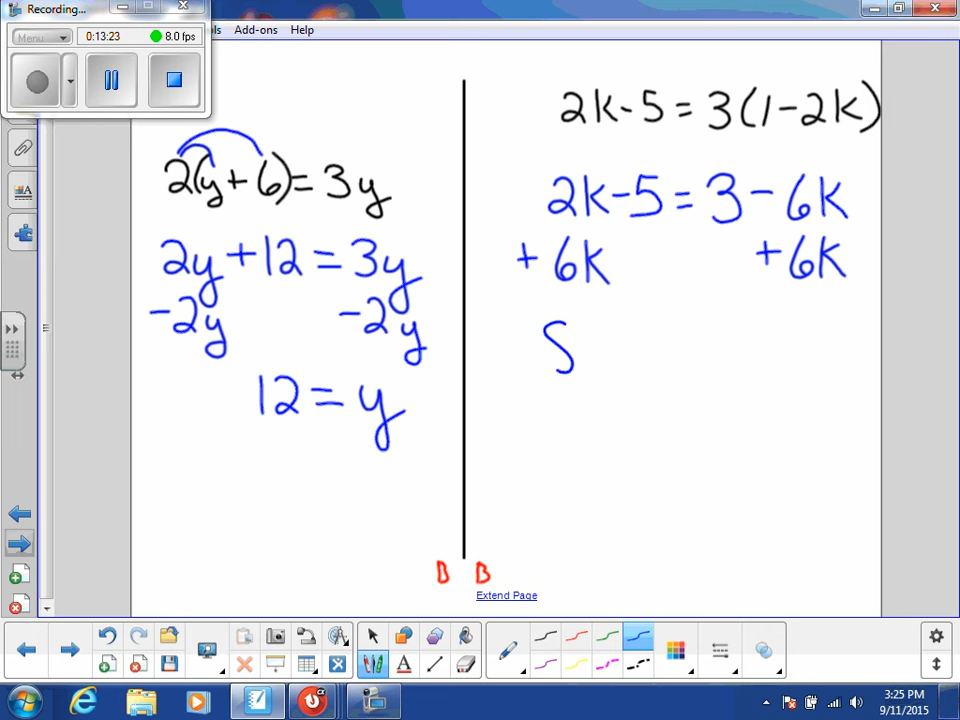 Recording...
Menu
0:13:23
8.0 fps
ols Add-ons Help
2(y+6)=3y
2y+12=3y
-2y -2y
12=y
2k-5=3(1-2k)
2k-5=3-6k
+6k +6k
B B
Extend Page
A
3:25 PM
9/11/2015